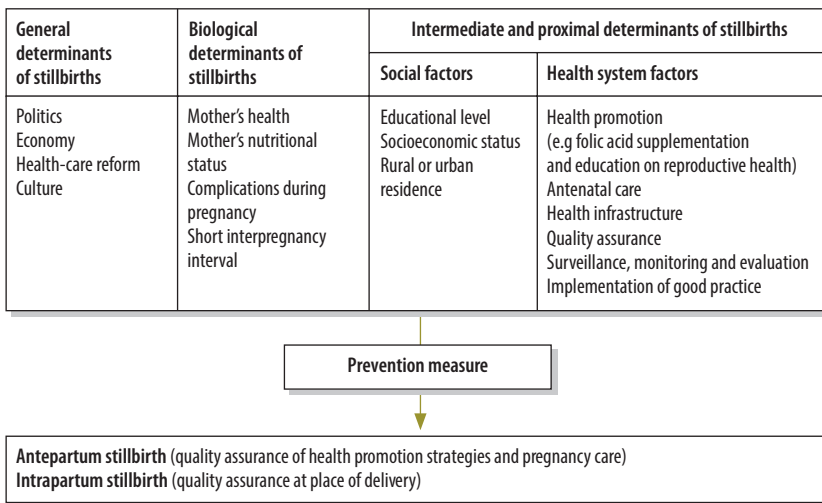 General
determinants
of stillbirths
Biological
determinants of
stillbirths
Intermediate and proximal determinants of stillbirths
Social factors
Health system factors
Politics
Economy
Health-care reform
Culture
Mother's health
Mother's nutritional
status
Complications during
pregnancy
Short interpregnancy
interval
Educational level
Socioeconomic status
Rural or urban
residence
Health promotion
(e.g folic acid supplementation
and education on reproductive health)
Antenatal care
Health infrastructure
Quality assurance
Surveillance, monitoring and evaluation
Implementation of good practice
Prevention measure
Antepartum stillbirth (quality assurance of health promotion strategies and pregnancy care)
Intrapartum stillbirth (quality assurance at place of delivery)